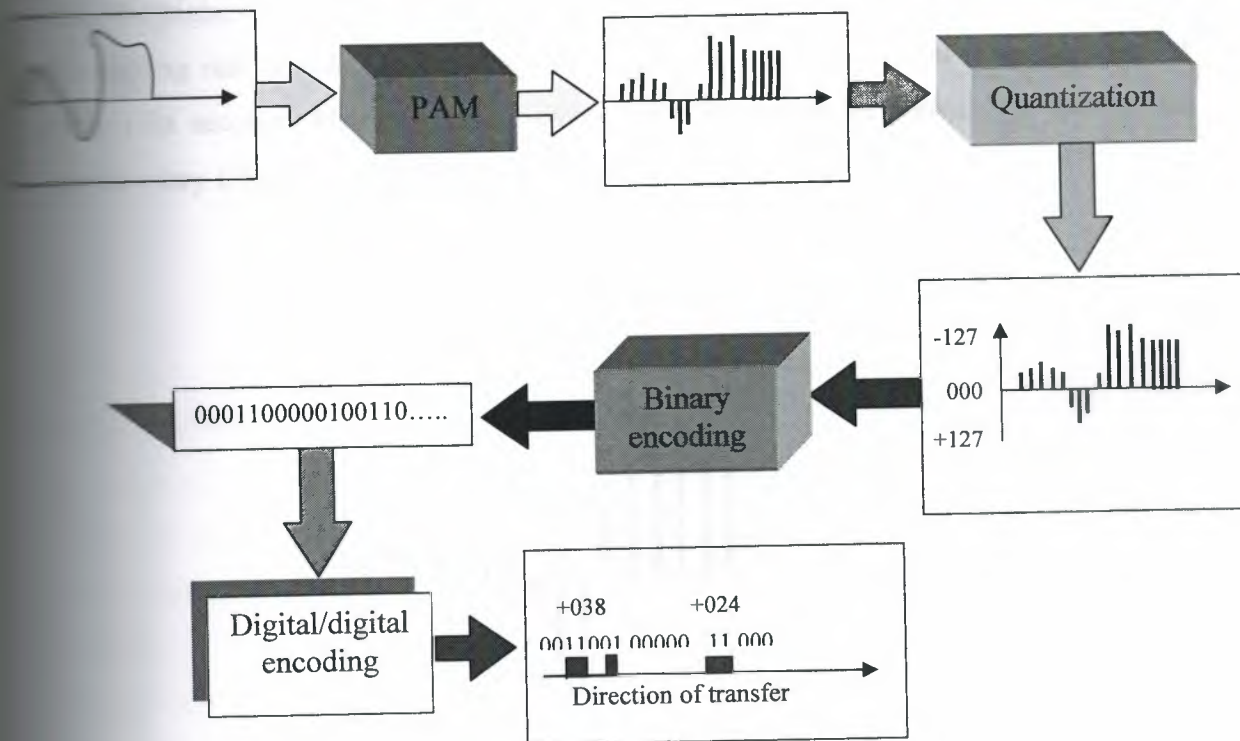 PAM
Quantization
-127
000
+127
Binary
encoding
0001100000100110.....
Digital/digital
encoding
+038 +024
0011001 00000 11 000
Direction of transfer